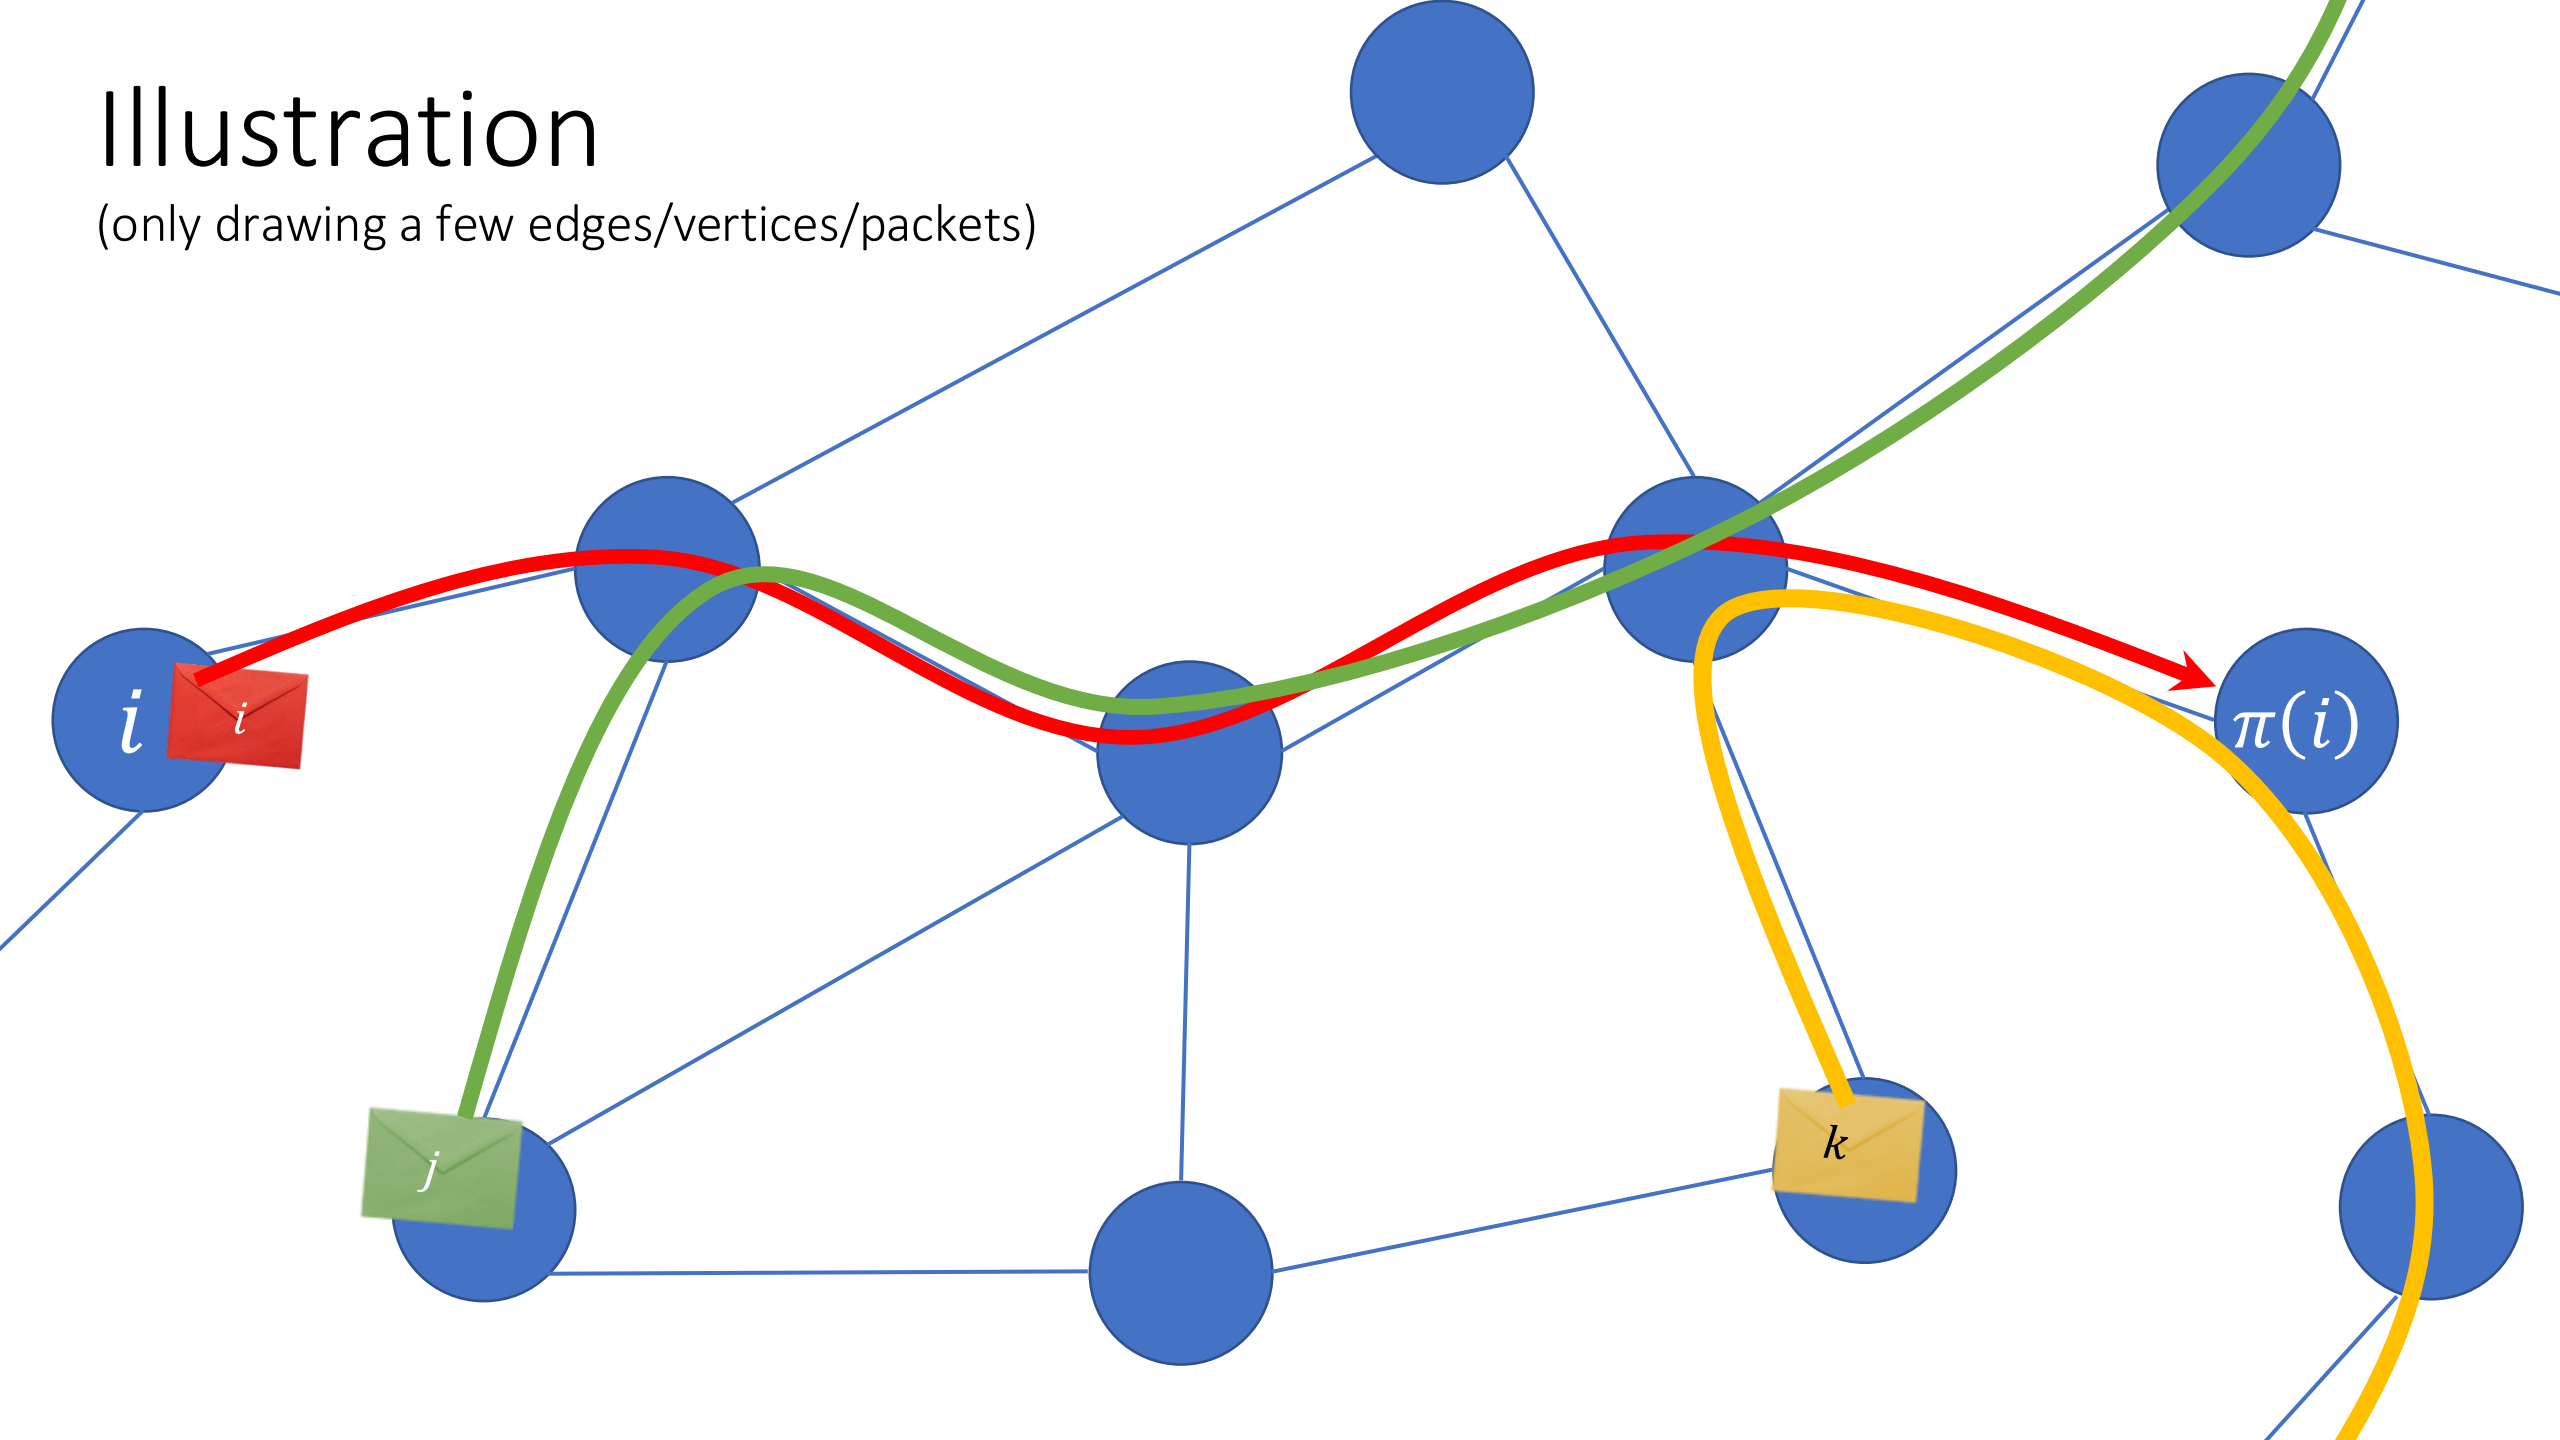 Illustration
(only drawing a few edges/vertices/packets)
i
i
π(i)
j
k